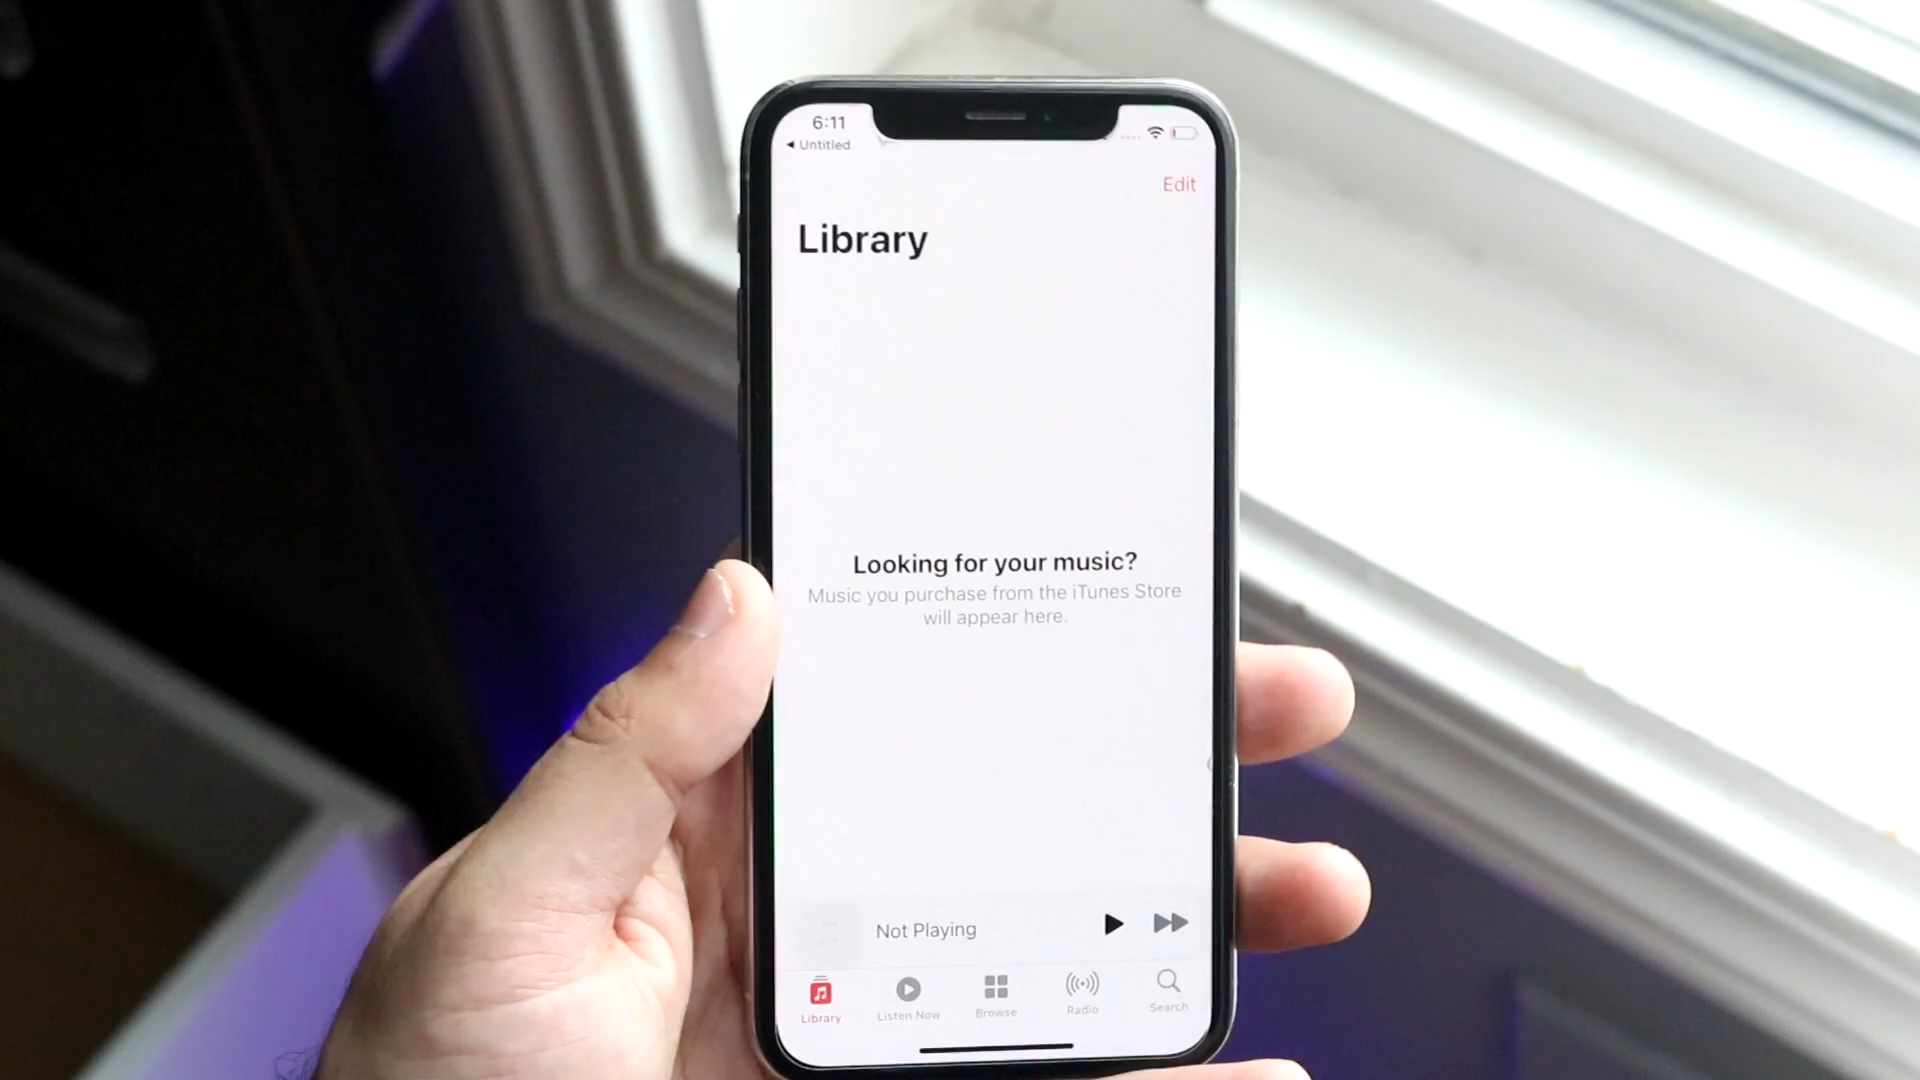 6:11
◀ Untitled
Edit
Library
Looking for your music?
Music you purchase from the iTunes Store
will appear here.
Not Playing
Library
Listen Now
Browse
Radio
Search